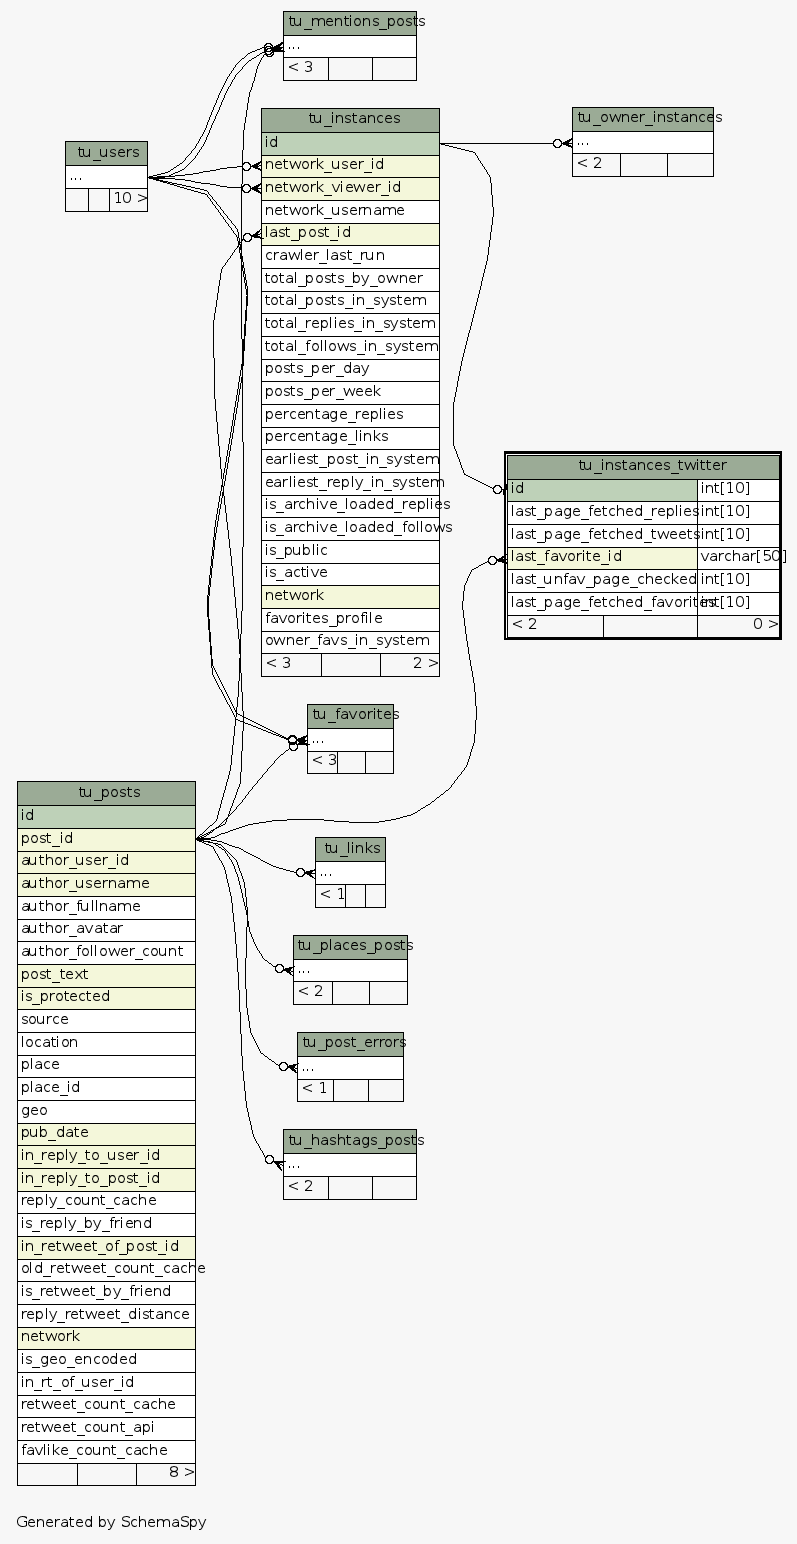 tu_mentions_posts
...
< 3
tu_instances
id
network_user_id
network_viewer_id
network_username
last_post_id
crawler_last_run
total_posts_by_owner
total_posts_in_system
total_replies_in_system
total_follows_in_system
posts_per_day
posts_per_week
percentage_replies
percentage_links
earliest_post_in_system
earliest_reply_in_system
is_archive_loaded_replies
is_archive_loaded_follows
is_public
is_active
network
favorites_profile
owner_favs_in_system
< 3 2 >
tu_owner_instances
...
< 2
tu_users
...
10 >
tu_instances_twitter
id int[10]
last_page_fetched_replies int[10]
last_page_fetched_tweets int[10]
last_favorite_id varchar[50]
last_unfav_page_checked int[10]
last_page_fetched_favorites int[10]
< 2 0 >
tu_favorites
...
< 3
tu_posts
id
post_id
author_user_id
author_username
author_fullname
author_avatar
author_follower_count
post_text
is_protected
source
location
place
place_id
geo
pub_date
in_reply_to_user_id
in_reply_to_post_id
reply_count_cache
is_reply_by_friend
in_retweet_of_post_id
old_retweet_count_cache
is_retweet_by_friend
reply_retweet_distance
network
is_geo_encoded
in_rt_of_user_id
retweet_count_cache
retweet_count_api
favlike_count_cache
8 >
tu_links
...
< 1
tu_places_posts
...
< 2
tu_post_errors
...
< 1
tu_hashtags_posts
...
< 2
Generated by SchemaSpy